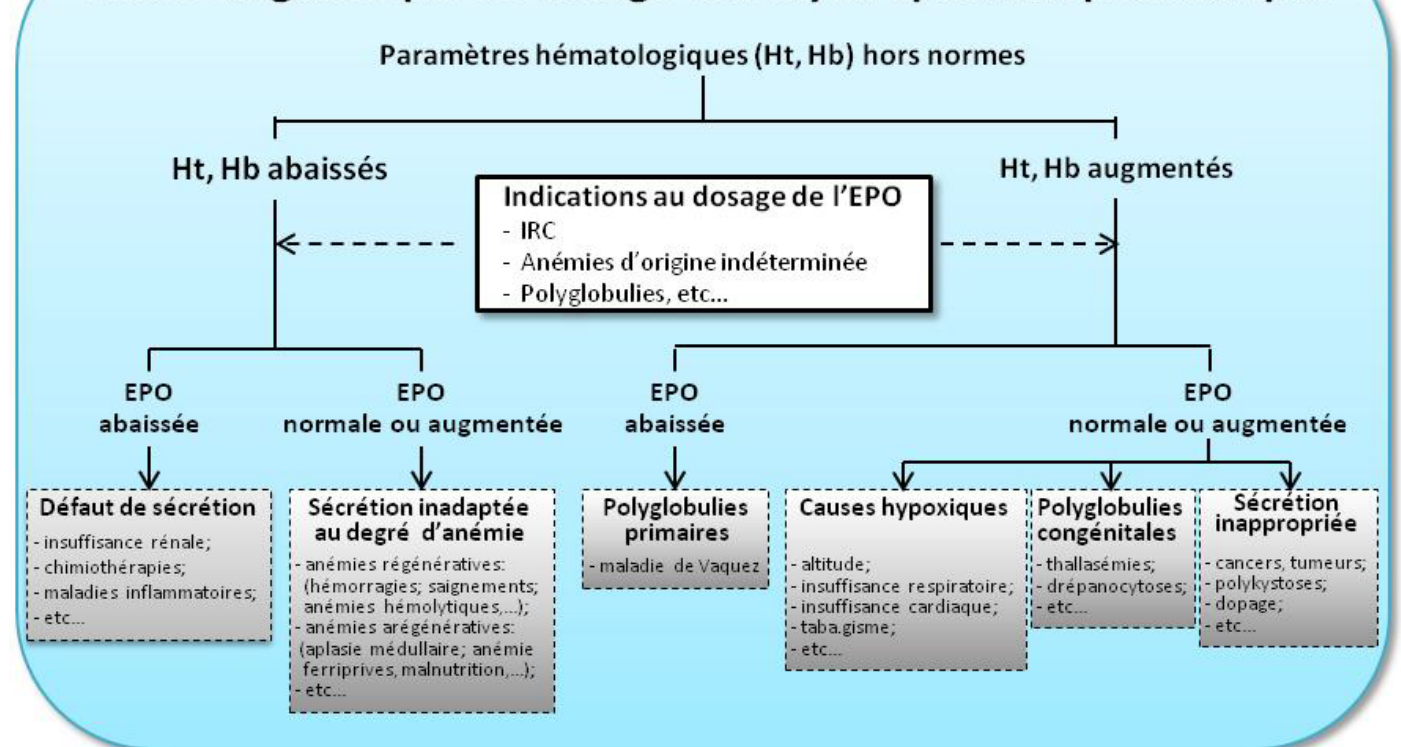 Paramètres hématologiques (Ht, Hb) hors normes
Ht, Hb abaissés
Ht, Hb augmentés
Indications au dosage de l’EPO
- IRC
- Anémies d’origine indéterminée
- Polyglobulies, etc...
EPO
abaissée
EPO
normale ou augmentée
EPO
abaissée
EPO
normale ou augmentée
Défaut de sécrétion
- insuffisance rénale;
- chimiothérapies;
- maladies inflammatoires;
- etc...
Sécrétion inadaptée
au degré d’anémie
- anémies régénératives:
(hémorragies; saignements;
anémies hémolytiques,...);
- anémies arégénératives:
(aplasie médullaire; anémie
ferriprives, malnutrition,...);
- etc...
Polyglobulies
primaires
- maladie de Vaquez
Causes hypoxiques
- altitude;
- insuffisance respiratoire;
- insuffisance cardiaque;
- taba.gisme;
- etc...
Polyglobulies
congénitales
- thallasémies;
- drépanocytoses;
- etc...
Sécrétion
inappropriée
- cancers, tumeurs;
- polykystoses;
- dopage;
- etc...